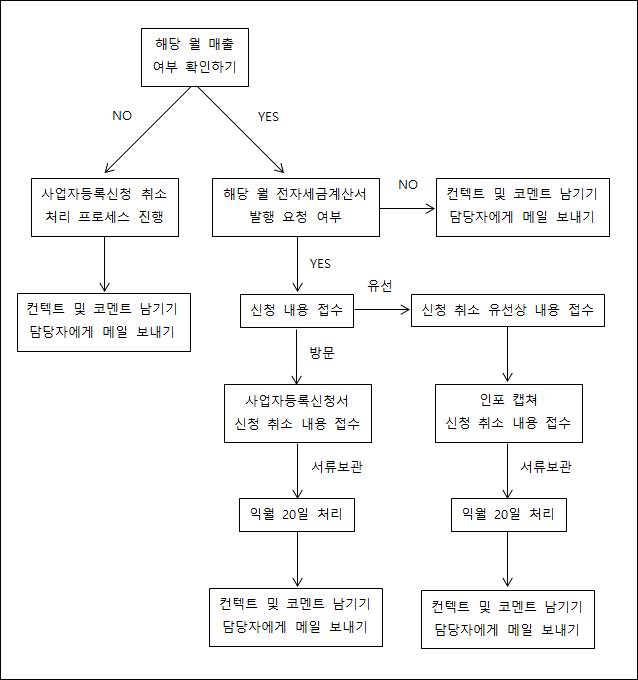 해당 월 매출
여부 확인하기
NO
YES
사업자등록신청 취소
처리 프로세스 진행
해당 월 전자세금계산서
발행 요청 여부
NO
컨텍트 및 코멘트 남기기
담당자에게 메일 보내기
YES
컨텍트 및 코멘트 남기기
담당자에게 메일 보내기
신청 내용 접수
유선
신청 취소 유선상 내용 접수
방문
사업자등록신청서
신청 취소 내용 접수
인포 캡쳐
신청 취소 내용 접수
서류보관
서류보관
익월 20일 처리
익월 20일 처리
컨텍트 및 코멘트 남기기
담당자에게 메일 보내기
컨텍트 및 코멘트 남기기
담당자에게 메일 보내기